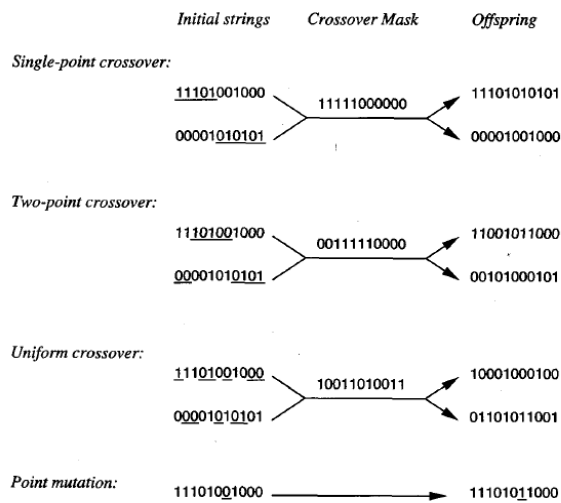 Initial strings Crossover Mask Offspring
Single-point crossover:
11101001000 11111000000 11101010101
00001010101 00001001000
Two-point crossover:
11101001000 00111110000 11001011000
00001010101 00101000101
Uniform crossover:
11101001000 10011010011 10001000100
00001010101 01101011001
Point mutation:
11101001000 11101011000